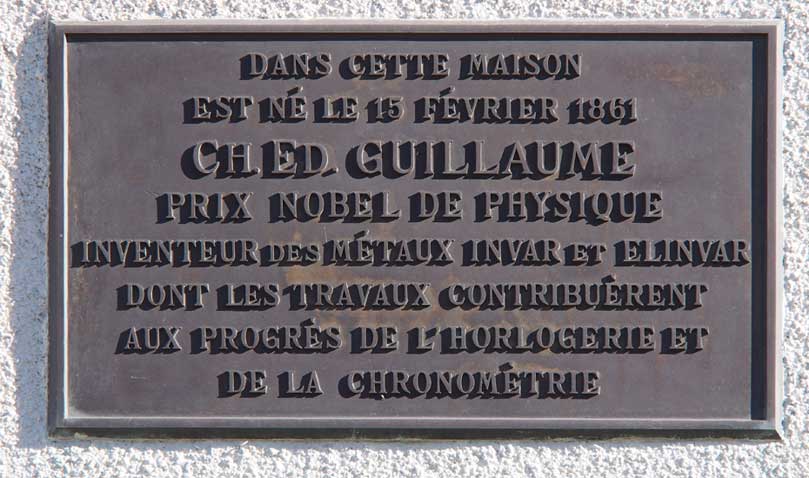 DANS CETTE MAISON
EST NÉ LE 15 FÉVRIER 1861
CH. ED. GUILLAUME
PRIX NOBEL DE PHYSIQUE
INVENTEUR DES MÉTAUX INVAR ET ELINVAR
DONT LES TRAVAUX CONTRIBUÈRENT
AUX PROGRÈS DE L'HORLOGERIE ET
DE LA CHRONOMÉTRIE